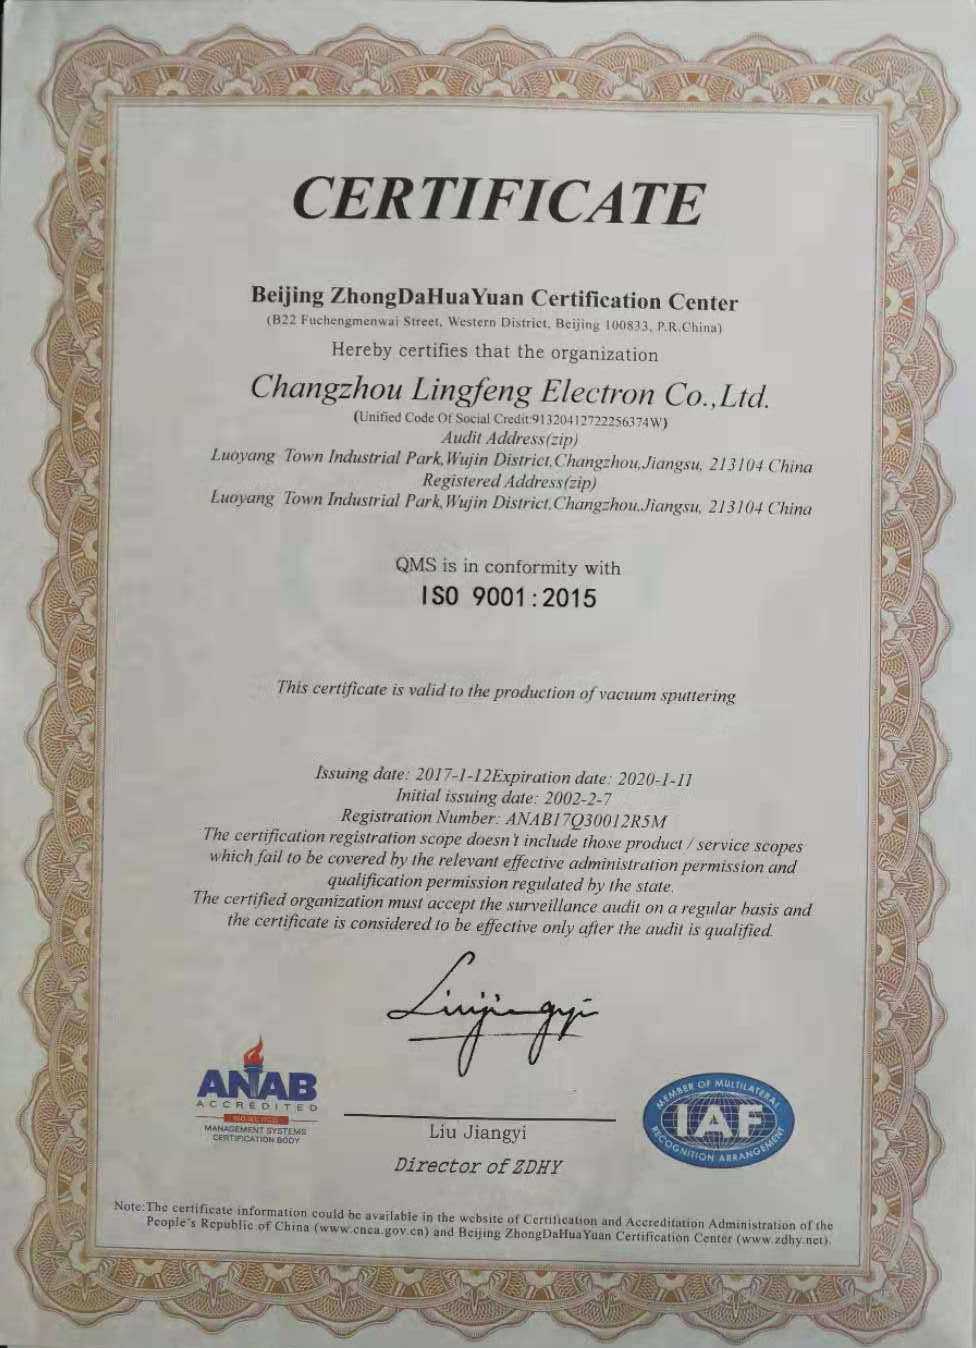 CERTIFICATE
Beijing ZhongDaHuaYuan Certification Center
(B22 Fuchengmenwai Street, Western District, Beijing 100833, P.R.China)
Hereby certifies that the organization
Changzhou Lingfeng Electron Co.,Ltd.
(Unified Code Of Social Credit:91320412722256374W)
Audit Address(zip)
Luoyang Town Industrial Park,Wujin District,Changzhou,Jiangsu, 213104 China
Registered Address(zip)
Luoyang Town Industrial Park,Wujin District,Changzhou,Jiangsu, 213104 China
QMS is in conformity with
ISO 9001:2015
This certificate is valid to the production of vacuum sputtering
Issuing date: 2017-1-12Expiration date: 2020-1-11
Initial issuing date: 2002-2-7
Registration Number: ANAB17Q30012R5M
The certification registration scope doesn't include those product / service scopes
which fail to be covered by the relevant effective administration permission and
qualification permission regulated by the state.
The certified organization must accept the surveillance audit on a regular basis and
the certificate is considered to be effective only after the audit is qualified.
Liujiangyi
ANAB
ACCREDITED
MANAGEMENT SYSTEMS
CERTIFICATION BODY
Liu Jiangyi
Director of ZDHY
MEMBER OF MULTILATERAL
IAF
RECOGNITION ARRANGEMENT
Note:The certificate information could be available in the website of Certification and Accreditation Administration of the
People's Republic of China (www.cnca.gov.cn) and Beijing ZhongDaHuaYuan Certification Center (www.zdhy.net).